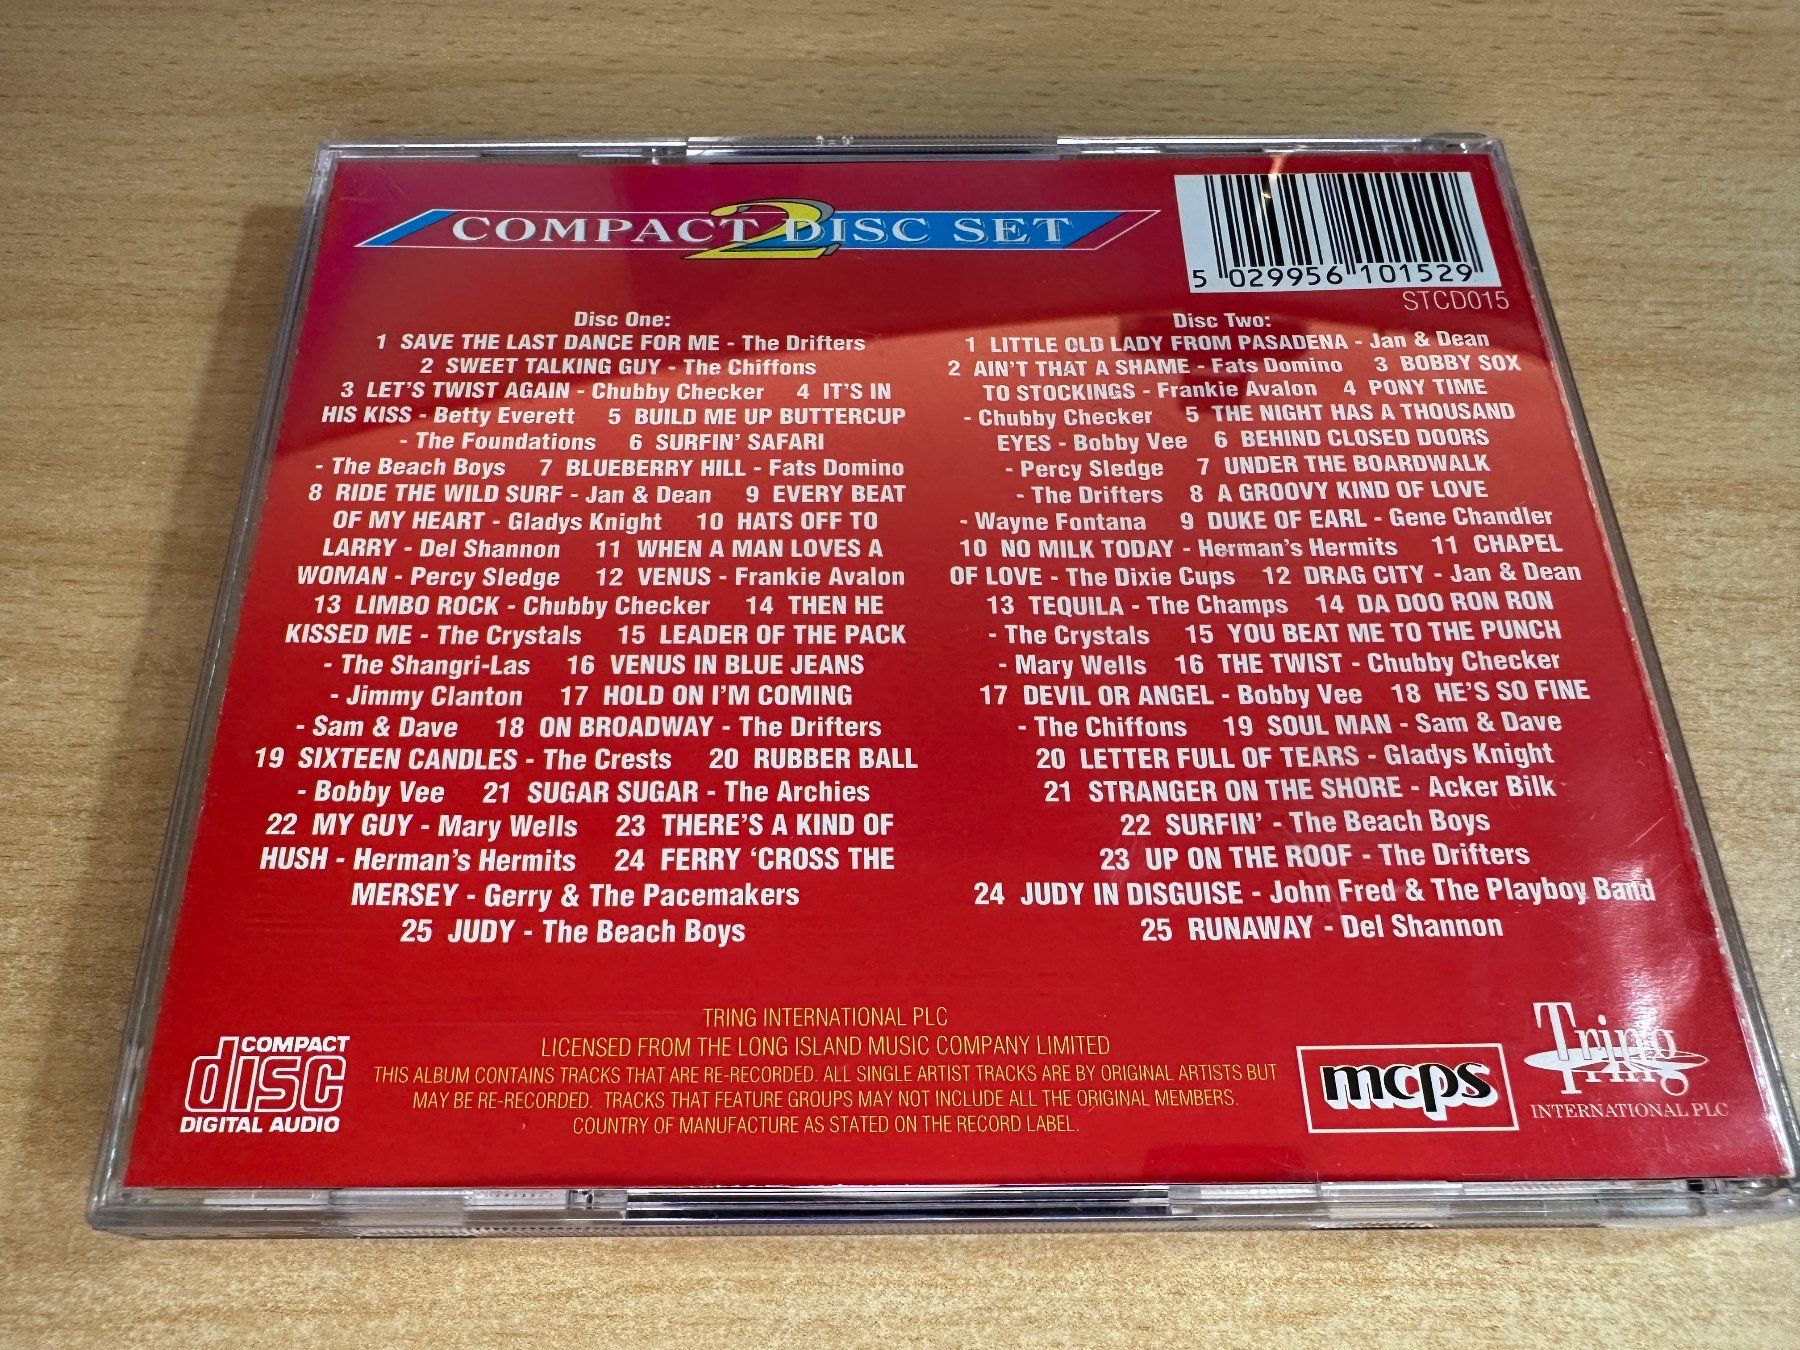 COMPACT 2 DISC SET
5 029956 101529
STCD015
Disc One:
1 SAVE THE LAST DANCE FOR ME - The Drifters
2 SWEET TALKING GUY - The Chiffons
3 LET'S TWIST AGAIN - Chubby Checker 4 IT'S IN
HIS KISS - Betty Everett 5 BUILD ME UP BUTTERCUP
- The Foundations 6 SURFIN' SAFARI
- The Beach Boys 7 BLUEBERRY HILL - Fats Domino
8 RIDE THE WILD SURF - Jan & Dean 9 EVERY BEAT
OF MY HEART - Gladys Knight 10 HATS OFF TO
LARRY - Del Shannon 11 WHEN A MAN LOVES A
WOMAN - Percy Sledge 12 VENUS - Frankie Avalon
13 LIMBO ROCK - Chubby Checker 14 THEN HE
KISSED ME - The Crystals 15 LEADER OF THE PACK
- The Shangri-Las 16 VENUS IN BLUE JEANS
- Jimmy Clanton 17 HOLD ON I'M COMING
- Sam & Dave 18 ON BROADWAY - The Drifters
19 SIXTEEN CANDLES - The Crests 20 RUBBER BALL
- Bobby Vee 21 SUGAR SUGAR - The Archies
22 MY GUY - Mary Wells 23 THERE'S A KIND OF
HUSH - Herman's Hermits 24 FERRY 'CROSS THE
MERSEY - Gerry & The Pacemakers
25 JUDY - The Beach Boys
Disc Two:
1 LITTLE OLD LADY FROM PASADENA - Jan & Dean
2 AIN'T THAT A SHAME - Fats Domino 3 BOBBY SOX
TO STOCKINGS - Frankie Avalon 4 PONY TIME
- Chubby Checker 5 THE NIGHT HAS A THOUSAND
EYES - Bobby Vee 6 BEHIND CLOSED DOORS
- Percy Sledge 7 UNDER THE BOARDWALK
- The Drifters 8 A GROOVY KIND OF LOVE
- Wayne Fontana 9 DUKE OF EARL - Gene Chandler
10 NO MILK TODAY - Herman's Hermits 11 CHAPEL
OF LOVE - The Dixie Cups 12 DRAG CITY - Jan & Dean
13 TEQUILA - The Champs 14 DA DOO RON RON
- The Crystals 15 YOU BEAT ME TO THE PUNCH
- Mary Wells 16 THE TWIST - Chubby Checker
17 DEVIL OR ANGEL - Bobby Vee 18 HE'S SO FINE
- The Chiffons 19 SOUL MAN - Sam & Dave
20 LETTER FULL OF TEARS - Gladys Knight
21 STRANGER ON THE SHORE - Acker Bilk
22 SURFIN' - The Beach Boys
23 UP ON THE ROOF - The Drifters
24 JUDY IN DISGUISE - John Fred & The Playboy Band
25 RUNAWAY - Del Shannon
COMPACT
disc
DIGITAL AUDIO
TRING INTERNATIONAL PLC
LICENSED FROM THE LONG ISLAND MUSIC COMPANY LIMITED
THIS ALBUM CONTAINS TRACKS THAT ARE RE-RECORDED. ALL SINGLE ARTIST TRACKS ARE BY ORIGINAL ARTISTS BUT
MAY BE RE-RECORDED. TRACKS THAT FEATURE GROUPS MAY NOT INCLUDE ALL THE ORIGINAL MEMBERS.
COUNTRY OF MANUFACTURE AS STATED ON THE RECORD LABEL.
mcps
Tring
INTERNATIONAL PLC